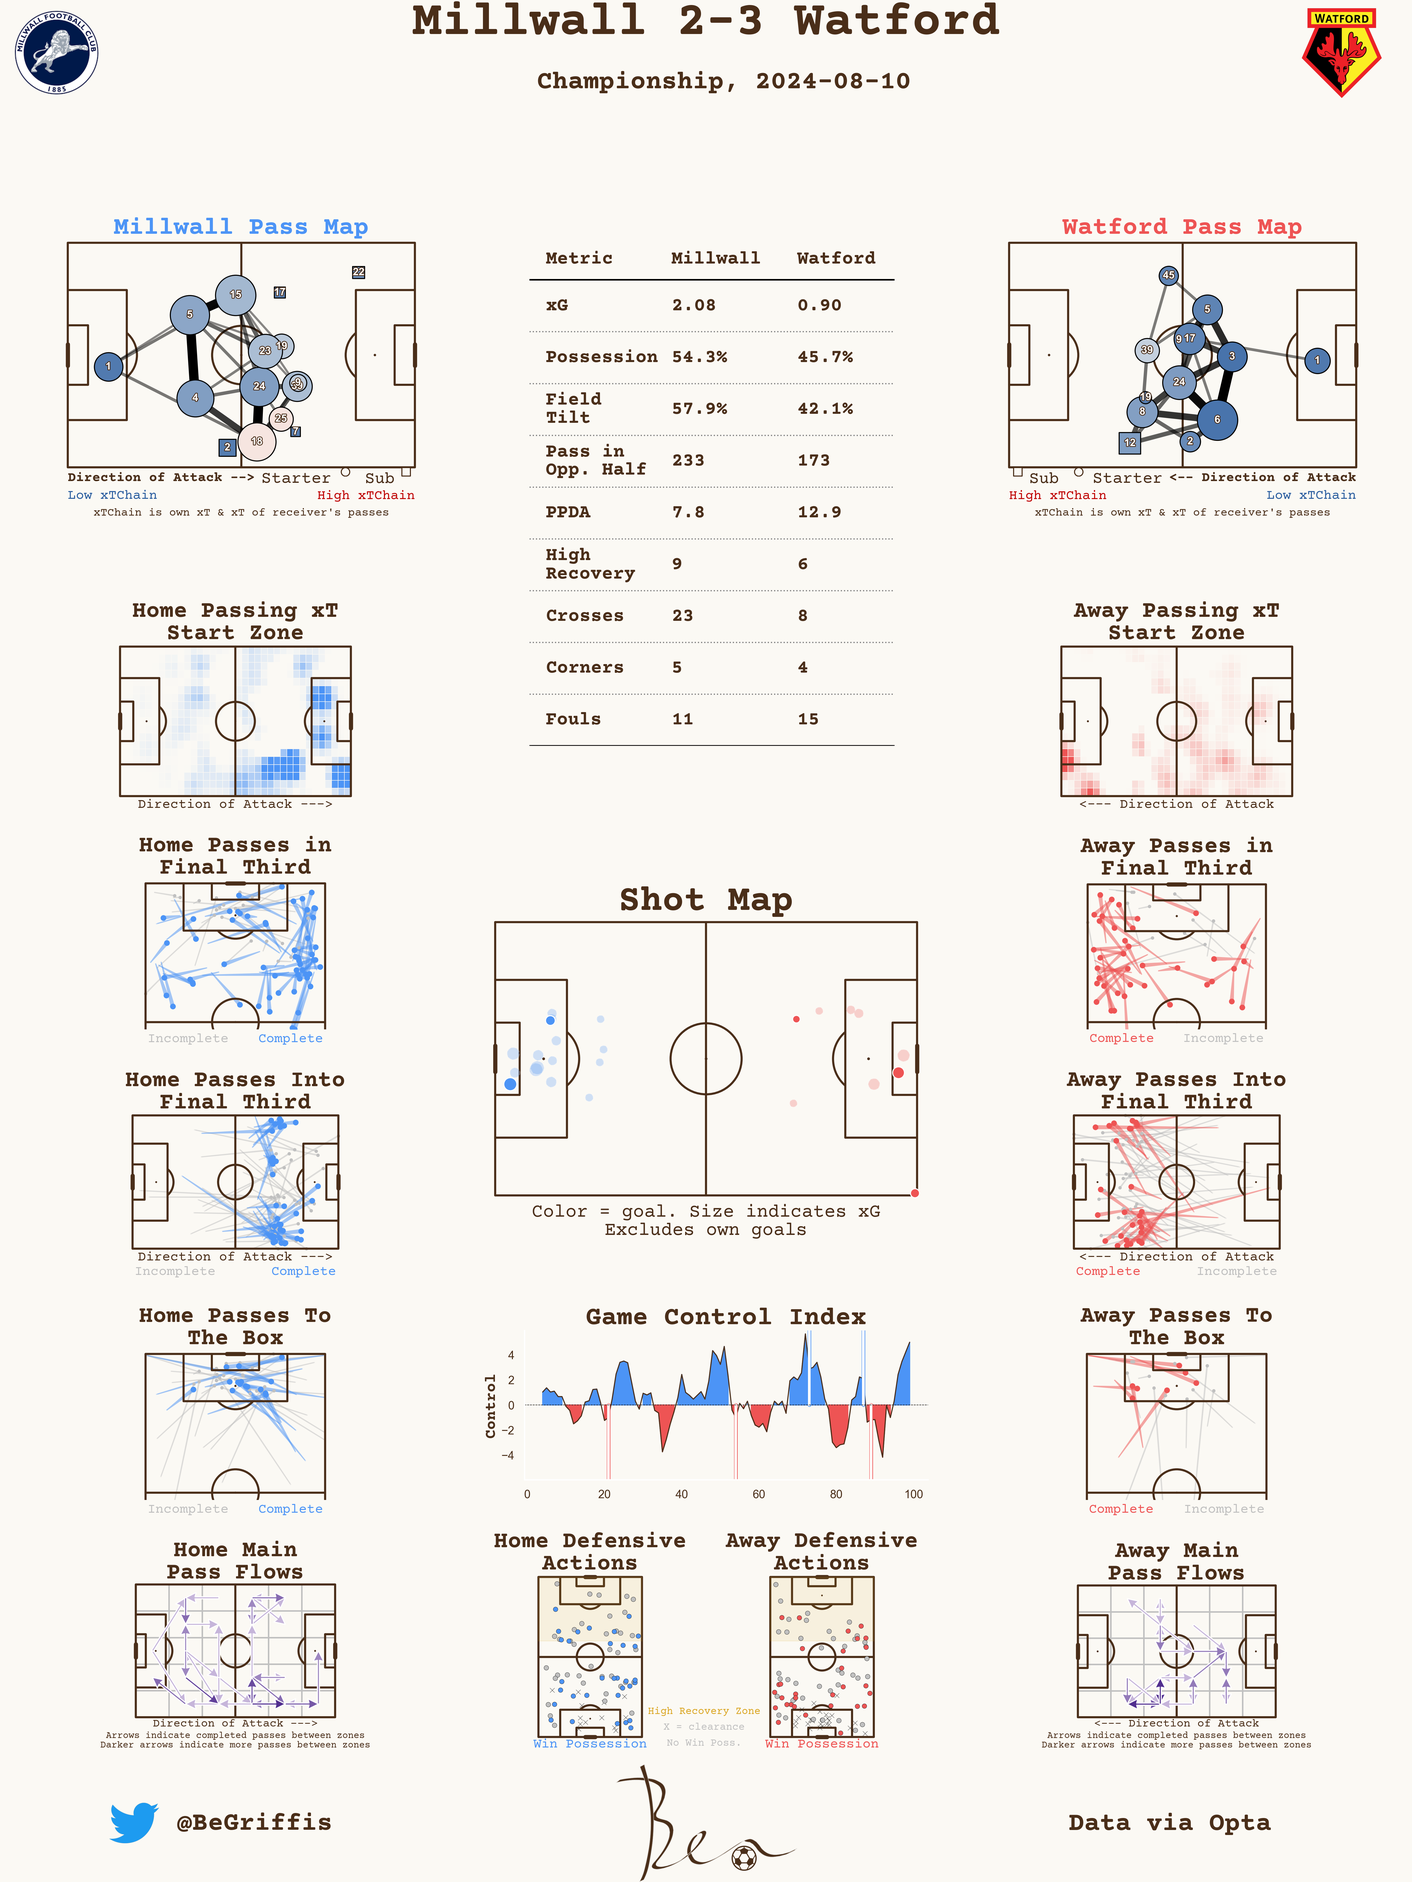 Millwall 2-3 Watford
Championship, 2024-08-10
MILLWALL FOOTBALL CLUB
1885
WATFORD
Millwall Pass Map
22
17
15
5
19
23
1
9
24
4
25
7
18
2
Direction of Attack --> Starter Sub
Low xTChain High xTChain
xTChain is own xT & xT of receiver's passes
Metric Millwall Watford
xG 2.08 0.90
Possession 54.3% 45.7%
Field
Tilt 57.9% 42.1%
Pass in
Opp. Half 233 173
PPDA 7.8 12.9
High
Recovery 9 6
Crosses 23 8
Corners 5 4
Fouls 11 15
Watford Pass Map
45
5
9
17
39
3
1
24
19
8
6
12
2
Sub Starter <-- Direction of Attack
High xTChain Low xTChain
xTChain is own xT & xT of receiver's passes
Home Passing xT
Start Zone
Direction of Attack --->
Away Passing xT
Start Zone
<--- Direction of Attack
Home Passes in
Final Third
Incomplete Complete
Away Passes in
Final Third
Complete Incomplete
Shot Map
Color = goal. Size indicates xG
Excludes own goals
Home Passes Into
Final Third
Direction of Attack --->
Incomplete Complete
Away Passes Into
Final Third
<--- Direction of Attack
Complete Incomplete
Home Passes To
The Box
Incomplete Complete
Game Control Index
Control
4
2
0
−2
−4
0 20 40 60 80 100
Away Passes To
The Box
Complete Incomplete
Home Main
Pass Flows
Direction of Attack --->
Arrows indicate completed passes between zones
Darker arrows indicate more passes between zones
Home Defensive
Actions
Win Possession
High Recovery Zone
X = clearance
No Win Poss.
Away Defensive
Actions
Win Possession
Away Main
Pass Flows
<--- Direction of Attack
Arrows indicate completed passes between zones
Darker arrows indicate more passes between zones
@BeGriffis
Ben
Data via Opta